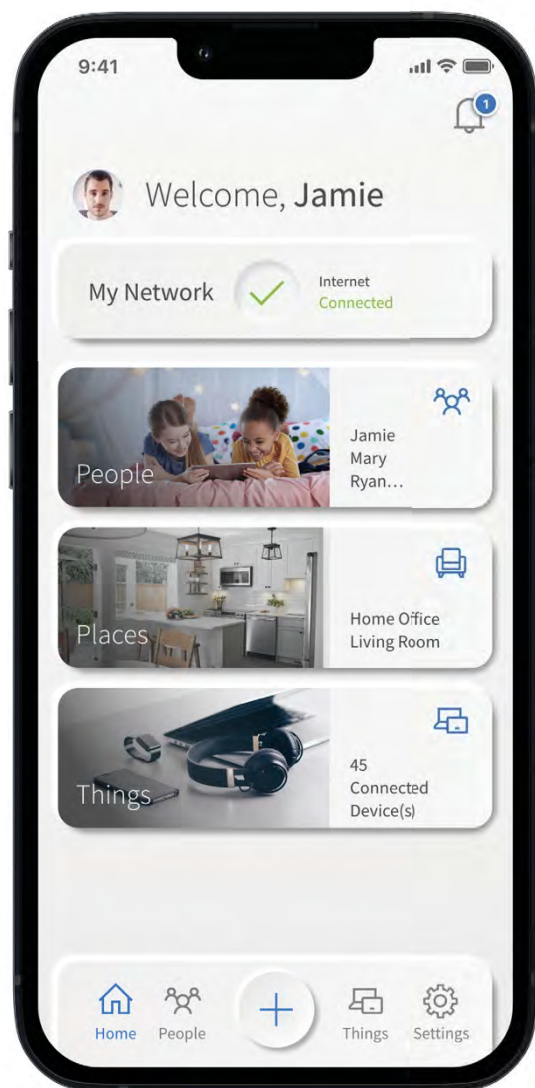 9:41
1
Welcome, Jamie
My Network
Internet
Connected
People
Jamie
Mary
Ryan...
Places
Home Office
Living Room
Things
45
Connected
Device(s)
Home
People
Things
Settings